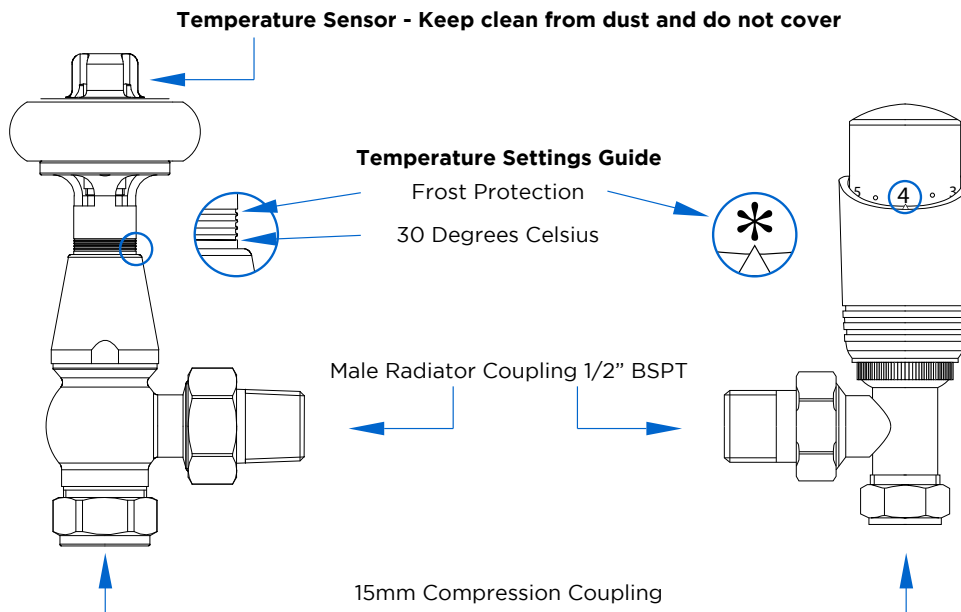 Temperature Sensor - Keep clean from dust and do not cover
Temperature Settings Guide
Frost Protection
30 Degrees Celsius
5 4 3
*
Male Radiator Coupling 1/2” BSPT
15mm Compression Coupling